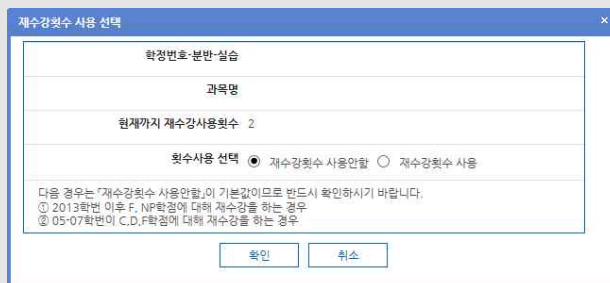 재수강횟수 사용 선택
×
학정번호-분반-실습
과목명
현재까지 재수강사용횟수 2
횟수사용 선택 재수강횟수 사용안함 재수강횟수 사용
다음 경우는 「재수강횟수 사용안함」이 기본값이므로 반드시 확인하시기 바랍니다.
① 2013학번 이후 F, NP학점에 대해 재수강을 하는 경우
② 05-07학번이 C,D,F학점에 대해 재수강을 하는 경우
확인 취소